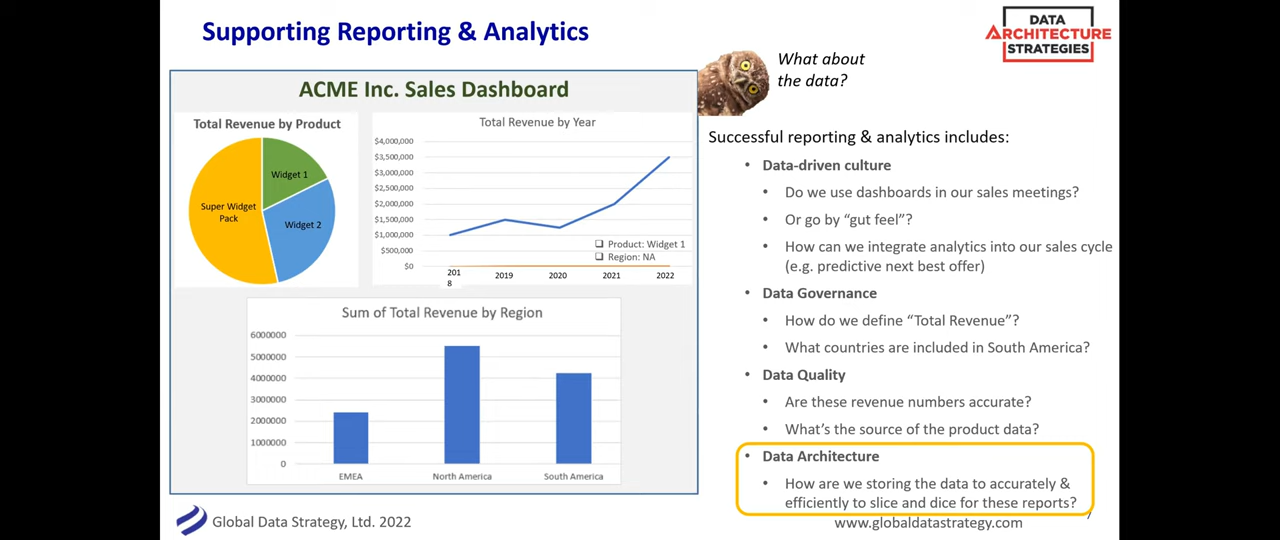 Supporting Reporting & Analytics
DATA
ARCHITECTURE
STRATEGIES
What about
the data?
ACME Inc. Sales Dashboard
Total Revenue by Product
Widget 1
Super Widget
Pack
Widget 2
Total Revenue by Year
$4,000,000
$3,500,000
$3,000,000
$2,500,000
$2,000,000
$1,500,000
$1,000,000
$500,000
$0
Product: Widget 1
Region: NA
201
8
2019
2020
2021
2022
Sum of Total Revenue by Region
6000000
5000000
4000000
3000000
2000000
1000000
0
EMEA
North America
South America
Successful reporting & analytics includes:
• Data-driven culture
• Do we use dashboards in our sales meetings?
• Or go by “gut feel”?
• How can we integrate analytics into our sales cycle
(e.g. predictive next best offer)
• Data Governance
• How do we define “Total Revenue”?
• What countries are included in South America?
• Data Quality
• Are these revenue numbers accurate?
• What’s the source of the product data?
• Data Architecture
• How are we storing the data to accurately &
efficiently to slice and dice for these reports?
Global Data Strategy, Ltd. 2022
www.globaldatastrategy.com
7